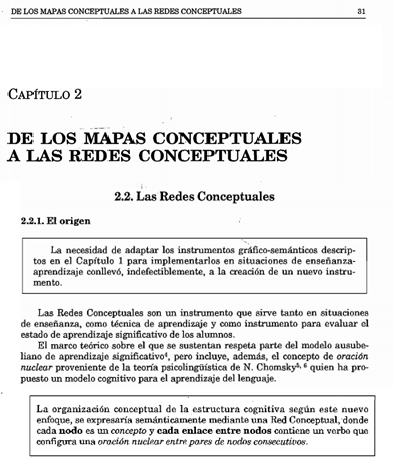 DE LOS MAPAS CONCEPTUALES A LAS REDES CONCEPTUALES 31
CAPÍTULO 2
DE LOS MAPAS CONCEPTUALES
A LAS REDES CONCEPTUALES
2.2. Las Redes Conceptuales
2.2.1. El origen
La necesidad de adaptar los instrumentos gráfico-semánticos descrip-
tos en el Capítulo 1 para implementarlos en situaciones de enseñanza-
aprendizaje conllevó, indefectiblemente, a la creación de un nuevo instru-
mento.
Las Redes Conceptuales son un instrumento que sirve tanto en situaciones
de enseñanza, como técnica de aprendizaje y como instrumento para evaluar el
estado de aprendizaje significativo de los alumnos.
El marco teórico sobre el que se sustentan respeta parte del modelo ausube-
liano de aprendizaje significativo⁴, pero incluye, además, el concepto de oración
nuclear proveniente de la teoría psicolingüística de N. Chomsky⁵, ⁶ quien ha pro-
puesto un modelo cognitivo para el aprendizaje del lenguaje.
La organización conceptual de la estructura cognitiva según este nuevo
enfoque, se expresaría semánticamente mediante una Red Conceptual, donde
cada nodo es un concepto y cada enlace entre nodos contiene un verbo que
configura una oración nuclear entre pares de nodos consecutivos.